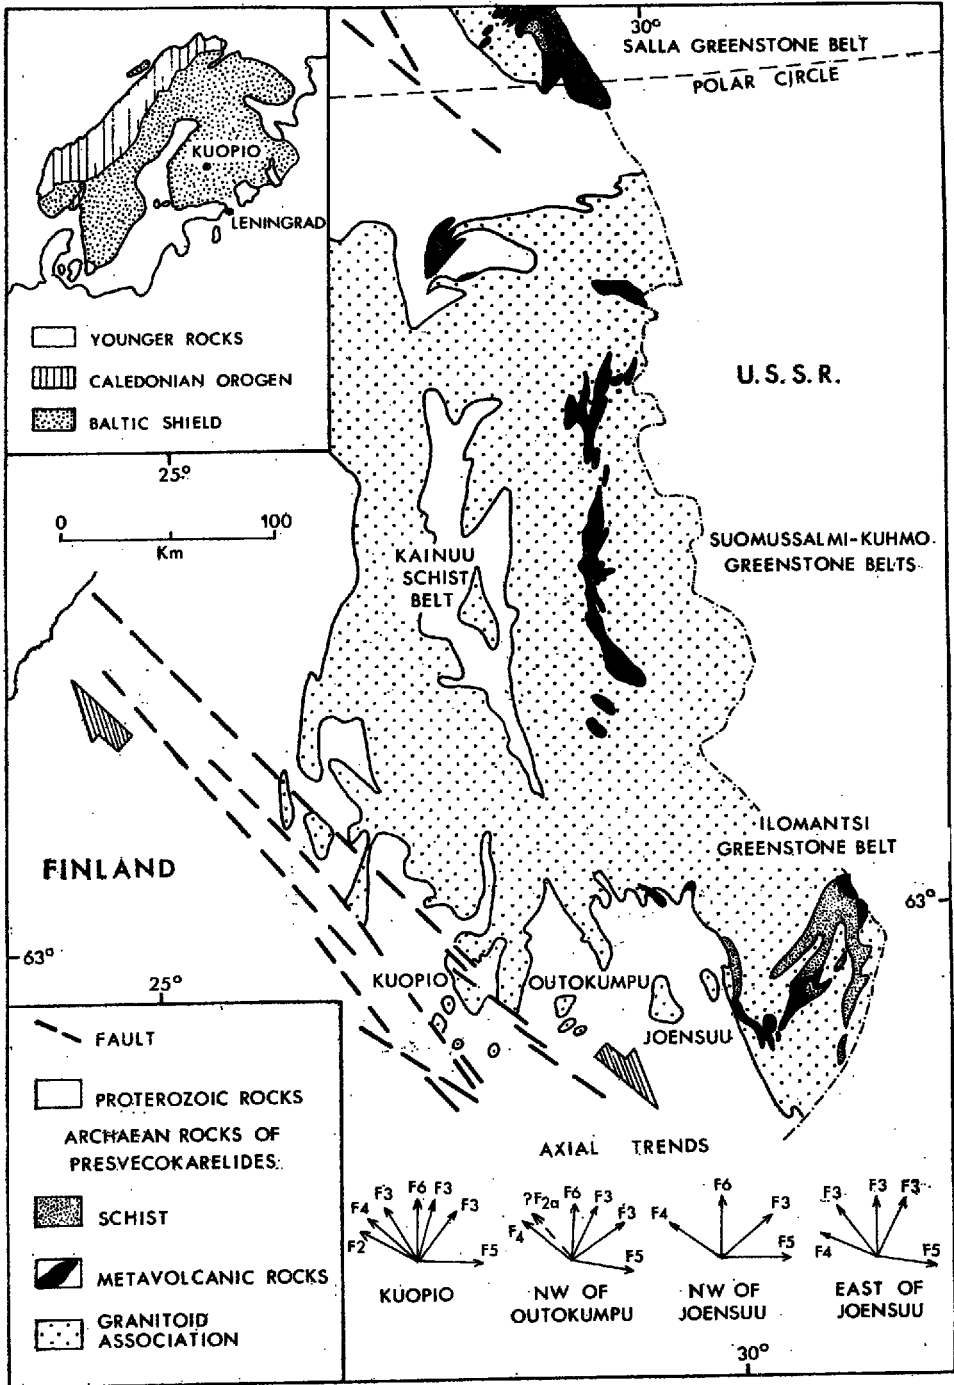 30°
SALLA GREENSTONE BELT
POLAR CIRCLE
KUOPIO
LENINGRAD
YOUNGER ROCKS
CALEDONIAN OROGEN
BALTIC SHIELD
25°
0 100
Km
U.S.S.R.
SUOMUSSALMI-KUHMO
GREENSTONE BELTS
KAINUU
SCHIST
BELT
ILOMANTSI
GREENSTONE BELT
FINLAND
63°
63°
25°
KUOPIO
OUTOKUMPU
JOENSUU
FAULT
PROTEROZOIC ROCKS
ARCHAEAN ROCKS OF
PRESVECOKARELIDES
SCHIST
METAVOLCANIC ROCKS
GRANITOID
ASSOCIATION
AXIAL TRENDS
F2 F4 F3 F6 F3 F3 F5
KUOPIO
F4 ?F2a F6 F3 F3 F5
NW OF
OUTOKUMPU
F4 F6 F3 F5
NW OF
JOENSUU
F4 F3 F3 F3 F5
EAST OF
JOENSUU
30°